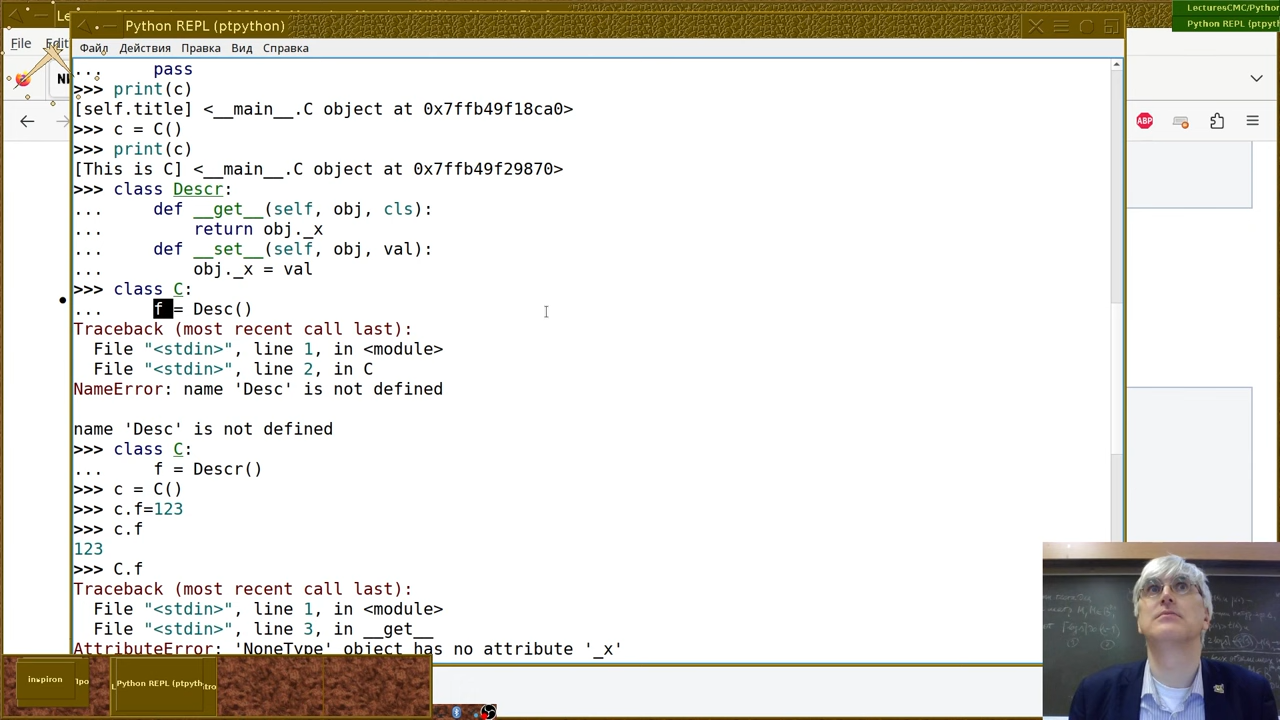 Python REPL (ptpython)
LecturesCMC/Pytho
Python REPL (ptpyt
File Edit
Файл Действия Правка Вид Справка
... pass
>>> print(c)
[self.title] <__main__.C object at 0x7ffb49f18ca0>
>>> c = C()
>>> print(c)
[This is C] <__main__.C object at 0x7ffb49f29870>
>>> class Descr:
... def __get__(self, obj, cls):
... return obj._x
... def __set__(self, obj, val):
... obj._x = val
>>> class C:
... f = Desc()
Traceback (most recent call last):
File "<stdin>", line 1, in <module>
File "<stdin>", line 2, in C
NameError: name 'Desc' is not defined
name 'Desc' is not defined
>>> class C:
... f = Descr()
>>> c = C()
>>> c.f=123
>>> c.f
123
>>> C.f
Traceback (most recent call last):
File "<stdin>", line 1, in <module>
File "<stdin>", line 3, in __get__
AttributeError: 'NoneType' object has no attribute '_x'
ABP
inspiron
Python REPL (ptpyth